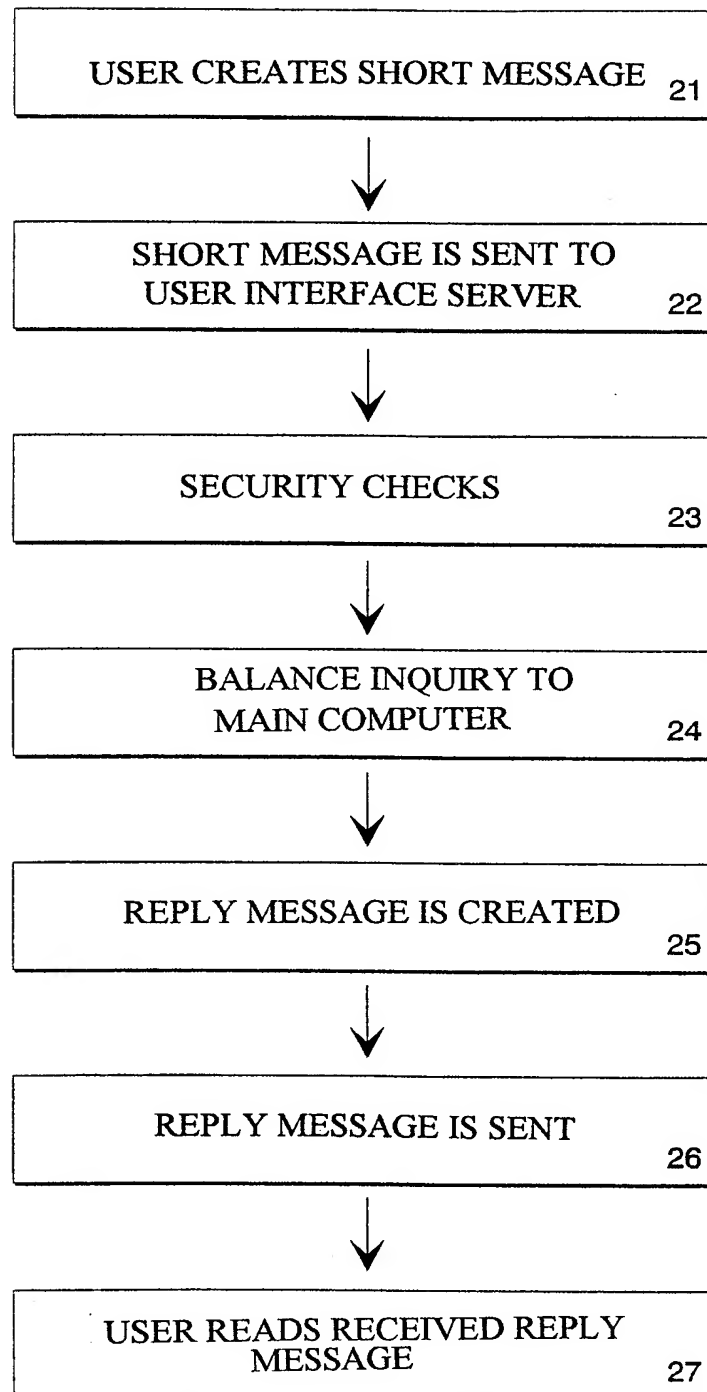 USER CREATES SHORT MESSAGE
21
SHORT MESSAGE IS SENT TO
USER INTERFACE SERVER
22
SECURITY CHECKS
23
BALANCE INQUIRY TO
MAIN COMPUTER
24
REPLY MESSAGE IS CREATED
25
REPLY MESSAGE IS SENT
26
USER READS RECEIVED REPLY
MESSAGE
27